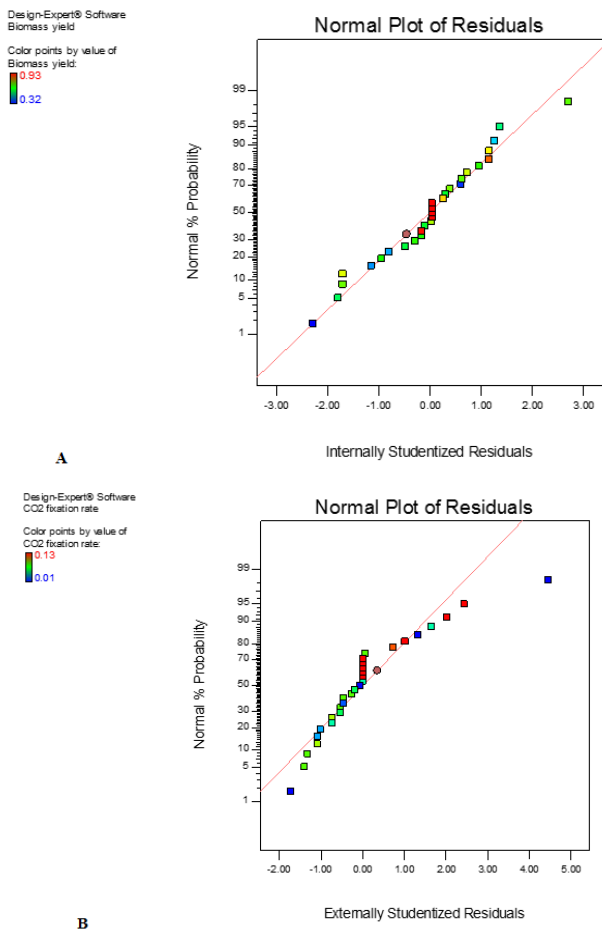 Design-Expert® Software
Biomass yield
Color points by value of
Biomass yield:
0.93
0.32
Normal Plot of Residuals
Normal % Probability
99
95
90
80
70
50
30
20
10
5
1
-3.00 -2.00 -1.00 0.00 1.00 2.00 3.00
Internally Studentized Residuals
A
Design-Expert® Software
CO2 fixation rate
Color points by value of
CO2 fixation rate:
0.13
0.01
Normal Plot of Residuals
Normal % Probability
99
95
90
80
70
50
30
20
10
5
1
-2.00 -1.00 0.00 1.00 2.00 3.00 4.00 5.00
Externally Studentized Residuals
B